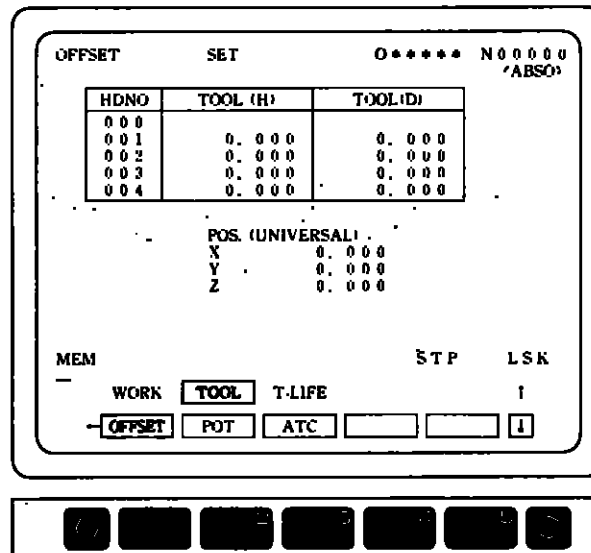 OFFSET SET O***** N00000
(ABSO)
HDNO TOOL (H) TOOL(D)
000
001 0.000 0.000
002 0.000 0.000
003 0.000 0.000
004 0.000 0.000
POS. (UNIVERSAL)
X 0.000
Y 0.000
Z 0.000
MEM STP LSK
WORK TOOL T-LIFE ↑
←OFFSET POT ATC ↓